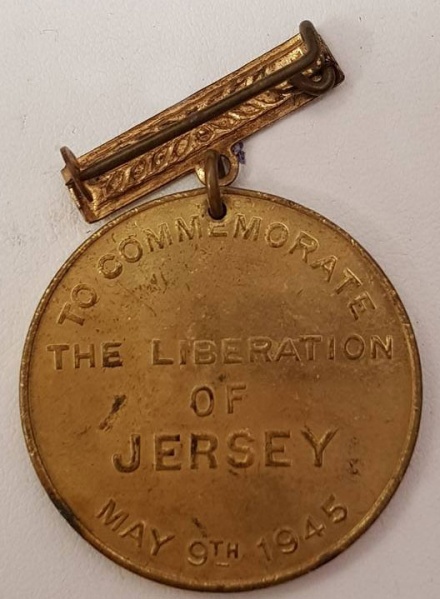 TO COMMEMORATE
THE LIBERATION
OF
JERSEY
MAY 9TH 1945